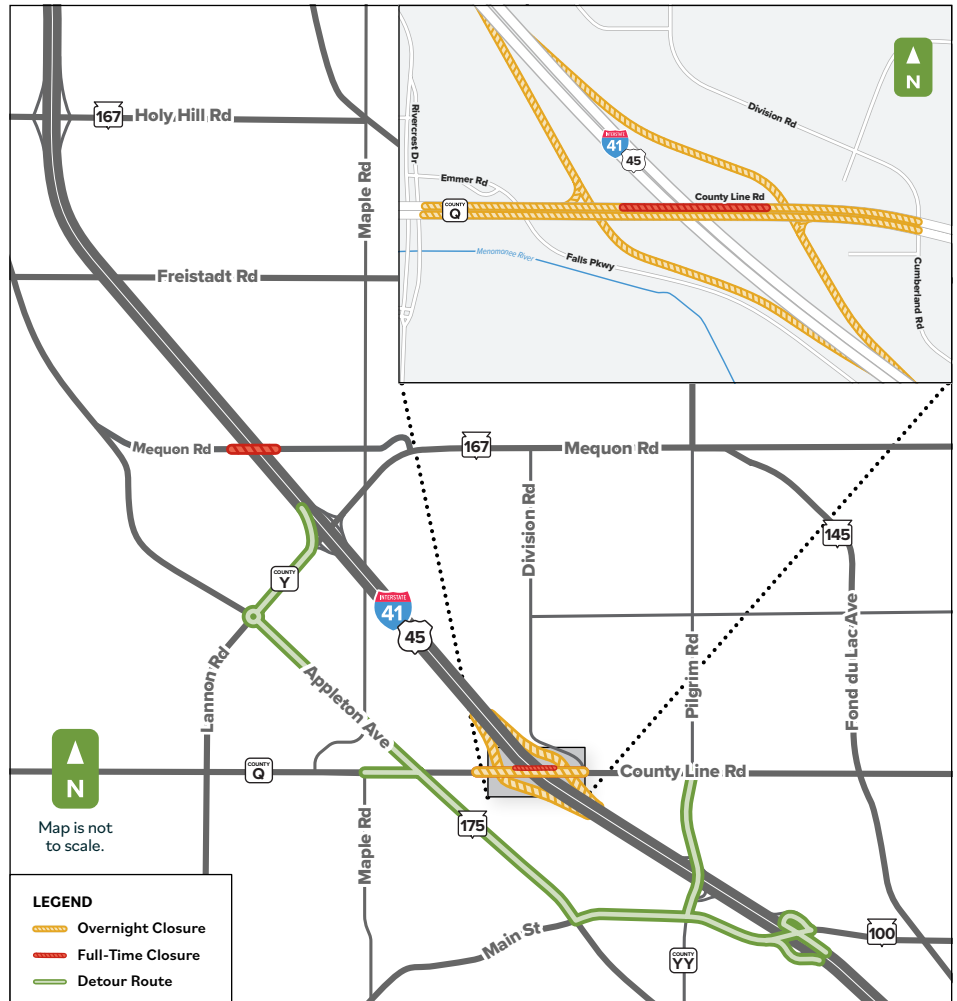 167
Holy Hill Rd
Maple Rd
Freistadt Rd
Mequon Rd
167
Mequon Rd
Division Rd
145
COUNTY
Y
INTERSTATE
41
45
Lannon Rd
Appleton Ave
Pilgrim Rd
Fond du Lac Ave
COUNTY
Q
County Line Rd
175
Maple Rd
Main St
COUNTY
YY
100
N
Map is not
to scale.
LEGEND
Overnight Closure
Full-Time Closure
Detour Route
N
Rivercrest Dr
Division Rd
INTERSTATE
41
45
Emmer Rd
County Line Rd
COUNTY
Q
Menomonee River
Falls Pkwy
Cumberland Rd